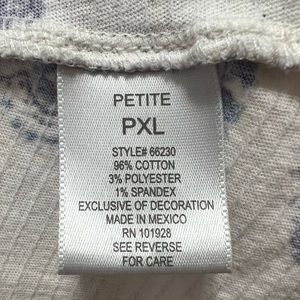 PETITE
PXL
STYLE# 66230
96% COTTON
3% POLYESTER
1% SPANDEX
EXCLUSIVE OF DECORATION
MADE IN MEXICO
RN 101928
SEE REVERSE
FOR CARE